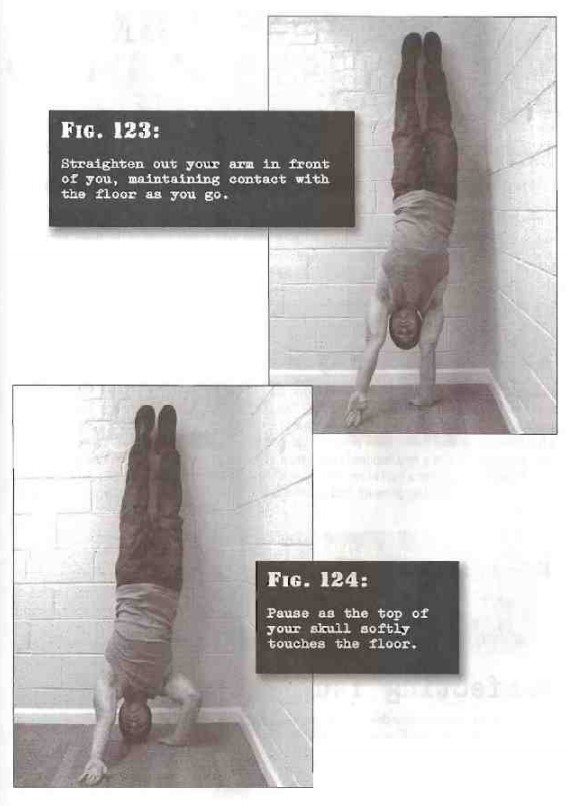 FIG. 123:
Straighten out your arm in front
of you, maintaining contact with
the floor as you go.
FIG. 124:
Pause as the top of
your skull softly
touches the floor.